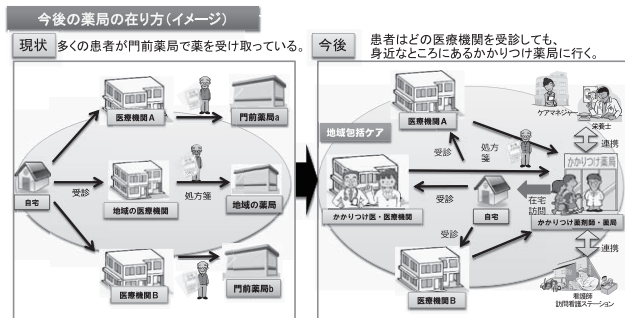 今後の薬局の在り方(イメージ)
現状
多くの患者が門前薬局で薬を受け取っている。
医療機関A
門前薬局a
自宅
受診
地域の医療機関
処方箋
地域の薬局
医療機関B
門前薬局b
今後
患者はどの医療機関を受診しても、
身近なところにあるかかりつけ薬局に行く。
医療機関A
ケアマネジャー
栄養士
地域包括ケア
受診
処方
箋
連携
かかりつけ薬局
かかりつけ医・医療機関
受診
自宅
在宅
訪問
かかりつけ薬剤師・薬局
受診
連携
医療機関B
看護師
訪問看護ステーション